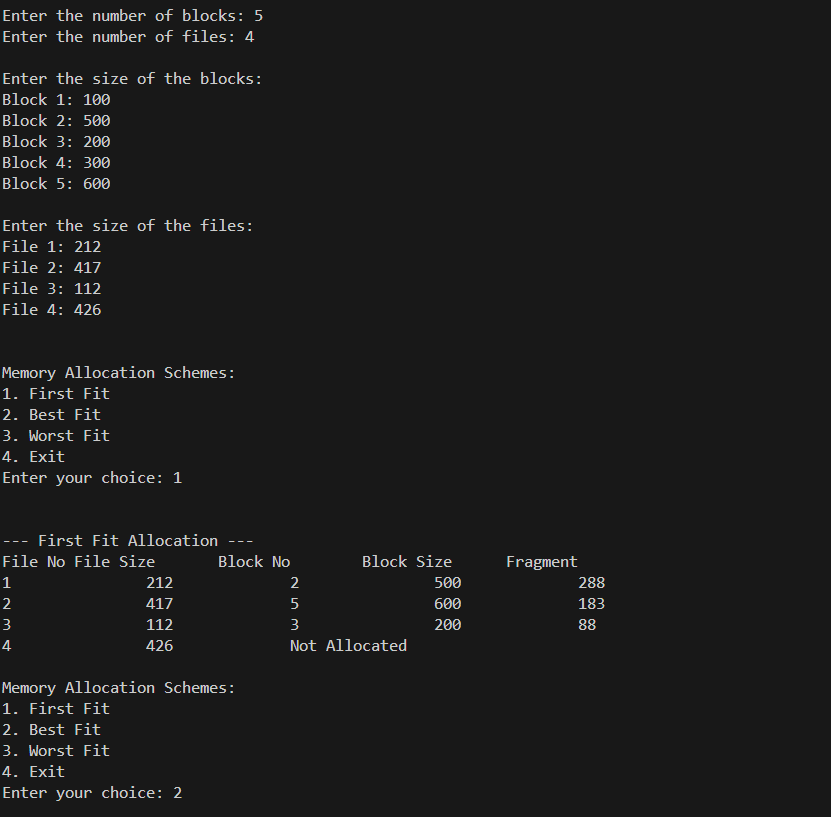 Enter the number of blocks: 5
Enter the number of files: 4
Enter the size of the blocks:
Block 1: 100
Block 2: 500
Block 3: 200
Block 4: 300
Block 5: 600
Enter the size of the files:
File 1: 212
File 2: 417
File 3: 112
File 4: 426
Memory Allocation Schemes:
1. First Fit
2. Best Fit
3. Worst Fit
4. Exit
Enter your choice: 1
--- First Fit Allocation ---
File No File Size       Block No        Block Size      Fragment
1               212             2               500             288
2               417             5               600             183
3               112             3               200             88
4               426             Not Allocated
Memory Allocation Schemes:
1. First Fit
2. Best Fit
3. Worst Fit
4. Exit
Enter your choice: 2